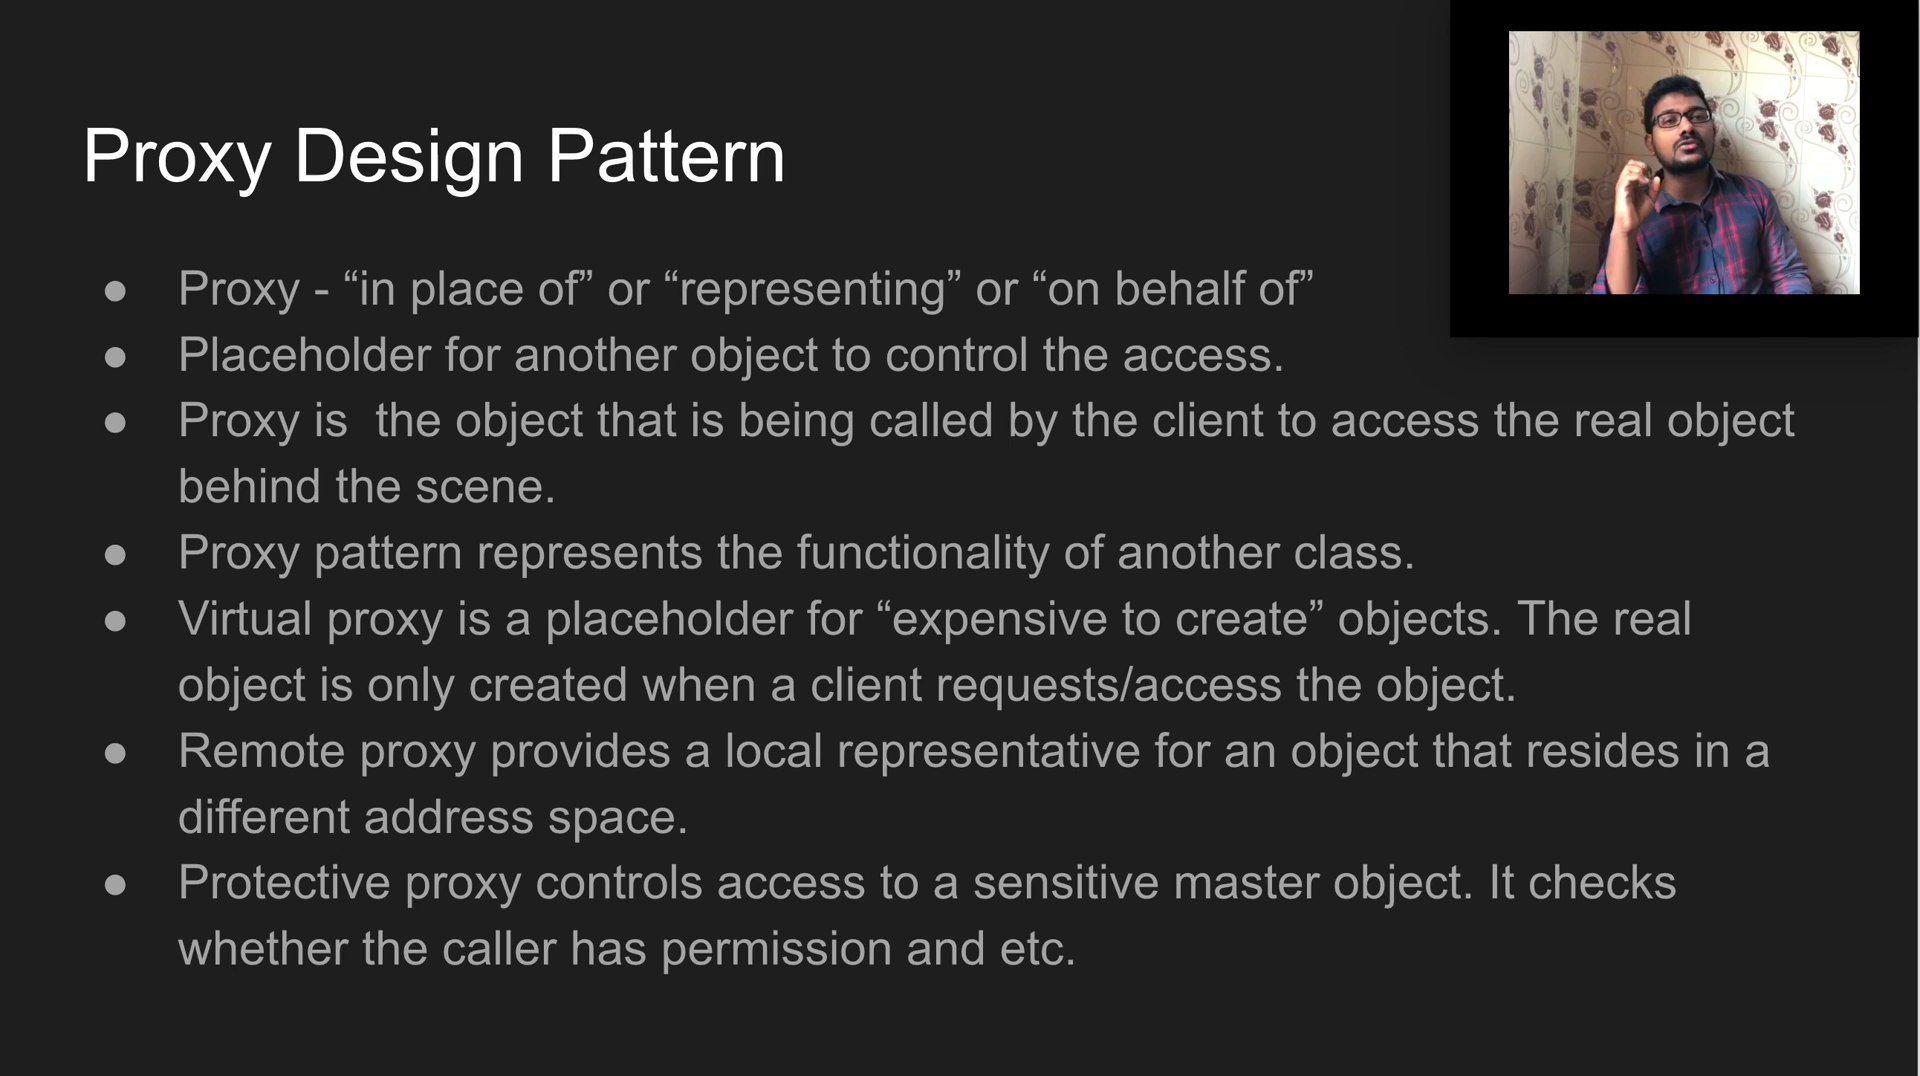 Proxy Design Pattern
● Proxy - “in place of” or “representing” or “on behalf of”
● Placeholder for another object to control the access.
● Proxy is  the object that is being called by the client to access the real object
behind the scene.
● Proxy pattern represents the functionality of another class.
● Virtual proxy is a placeholder for “expensive to create” objects. The real
object is only created when a client requests/access the object.
● Remote proxy provides a local representative for an object that resides in a
different address space.
● Protective proxy controls access to a sensitive master object. It checks
whether the caller has permission and etc.